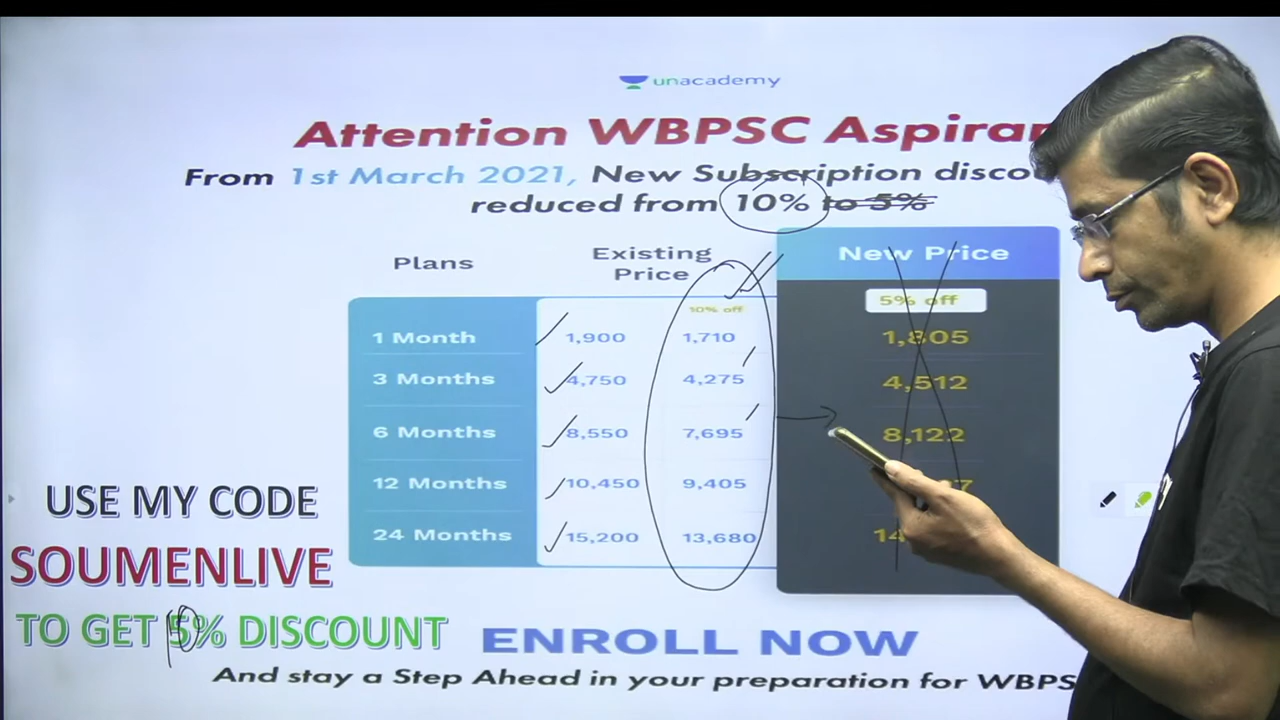 unacademy
Attention WBPSC
From 1st March 2021, New Subscription
reduced from 10% to 5%
Plans
Existing Price
New Price
10% off
5% off
1 Month 1,900 1,710 1,805
3 Months 4,750 4,275 4,512
6 Months 8,550 7,695 8,122
12 Months 10,450 9,405
24 Months 15,200 13,680
USE MY CODE
SOUMENLIVE
TO GET 10% DISCOUNT
ENROLL NOW
And stay a Step Ahead in your preparation for